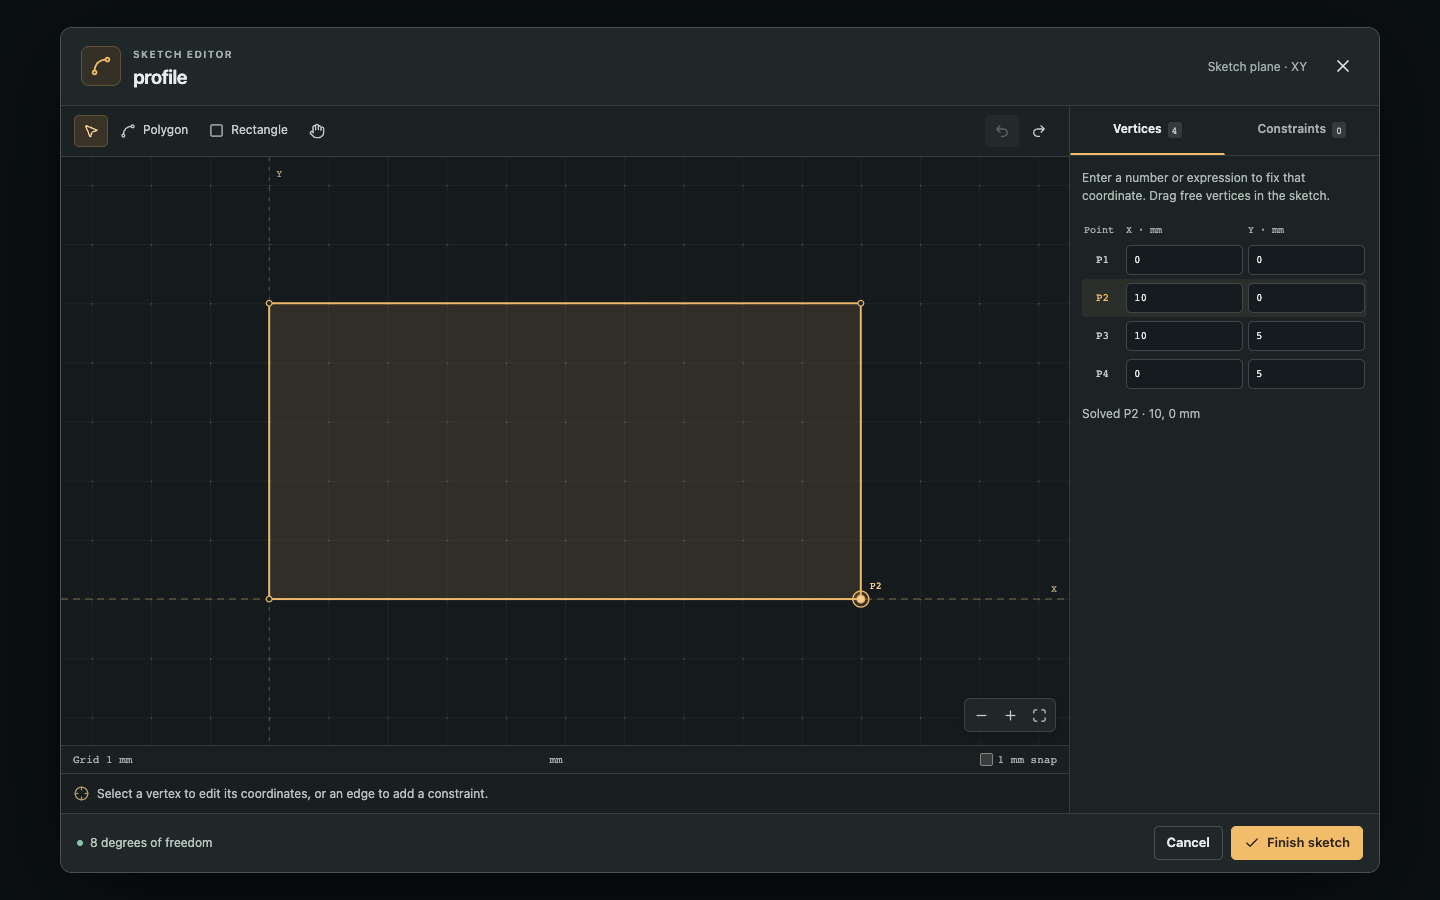 SKETCH EDITOR
profile
Sketch plane · XY
Polygon
Rectangle
Vertices 4
Constraints 0
Y
Enter a number or expression to fix that
coordinate. Drag free vertices in the sketch.
Point X · mm Y · mm
P1 0 0
P2 10 0
P3 10 5
P4 0 5
Solved P2 · 10, 0 mm
P2
X
Grid 1 mm
mm
1 mm snap
Select a vertex to edit its coordinates, or an edge to add a constraint.
8 degrees of freedom
Cancel
Finish sketch